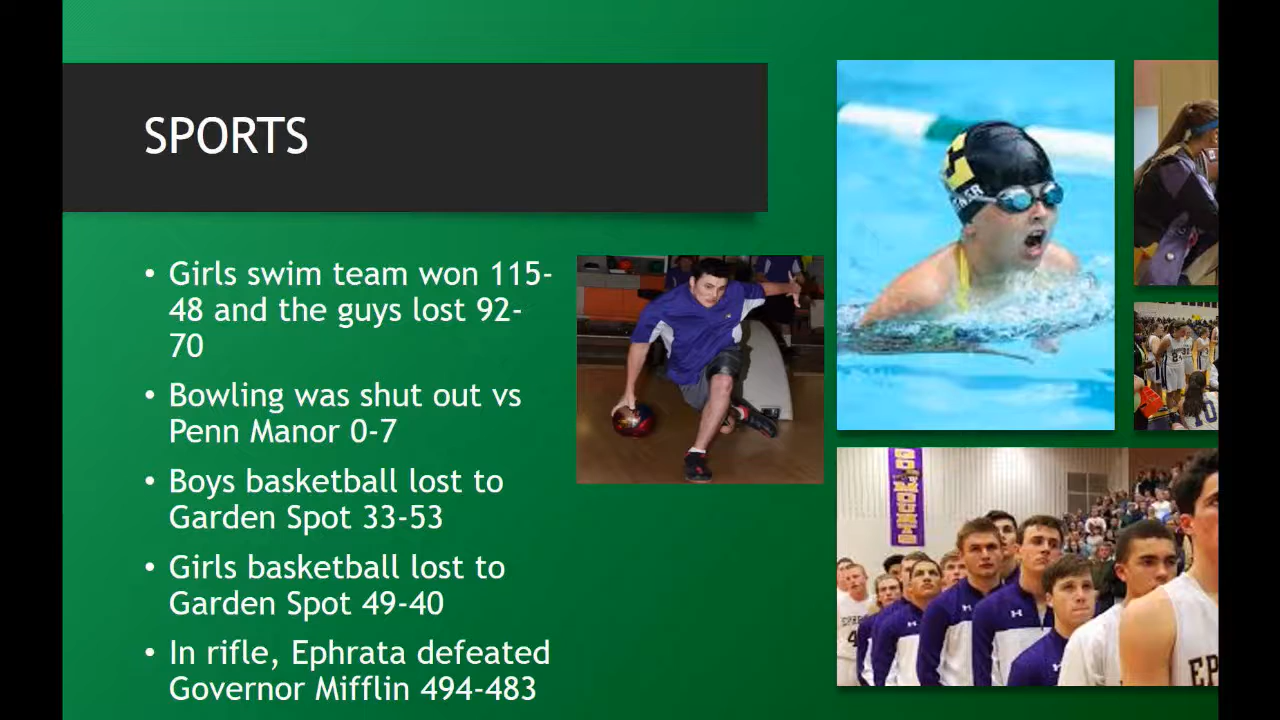 SPORTS
• Girls swim team won 115-
48 and the guys lost 92-
70
• Bowling was shut out vs
Penn Manor 0-7
• Boys basketball lost to
Garden Spot 33-53
• Girls basketball lost to
Garden Spot 49-40
• In rifle, Ephrata defeated
Governor Mifflin 494-483
GO MOUNTS